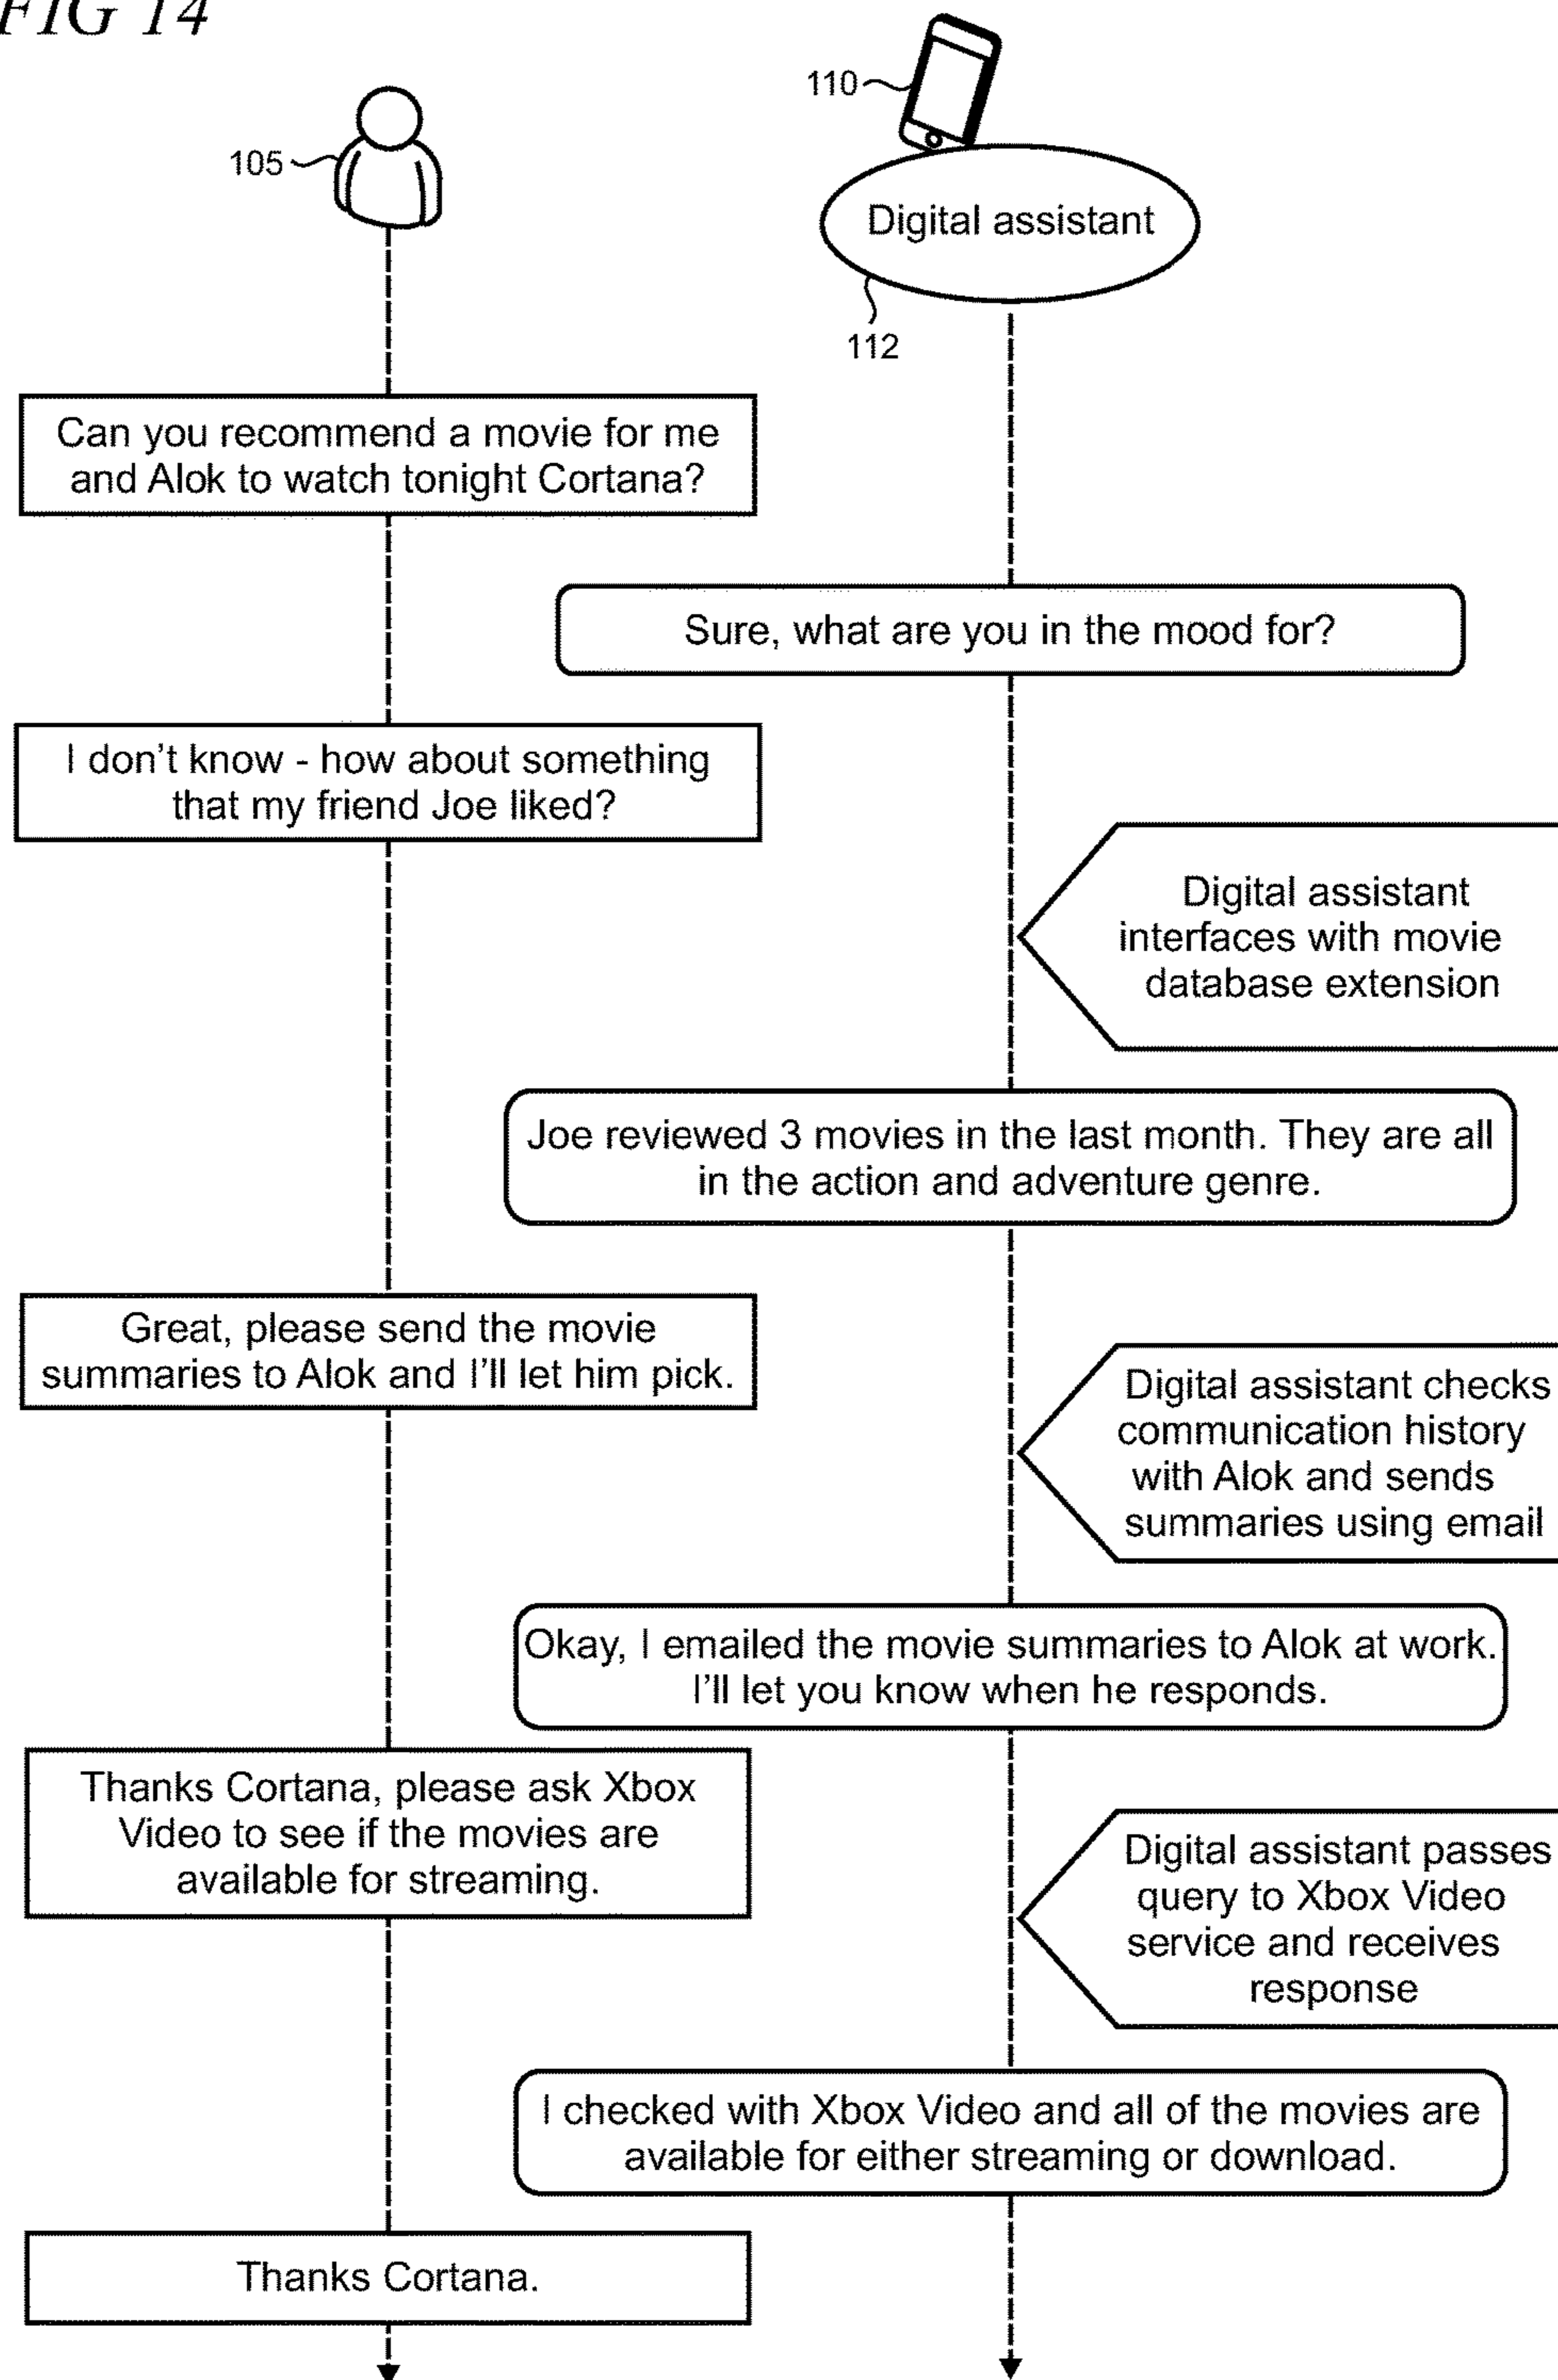 FIG 14
110
105
Digital assistant
112
Can you recommend a movie for me
and Alok to watch tonight Cortana?
Sure, what are you in the mood for?
I don't know - how about something
that my friend Joe liked?
Digital assistant
interfaces with movie
database extension
Joe reviewed 3 movies in the last month. They are all
in the action and adventure genre.
Great, please send the movie
summaries to Alok and I'll let him pick.
Digital assistant checks
communication history
with Alok and sends
summaries using email
Okay, I emailed the movie summaries to Alok at work.
I'll let you know when he responds.
Thanks Cortana, please ask Xbox
Video to see if the movies are
available for streaming.
Digital assistant passes
query to Xbox Video
service and receives
response
I checked with Xbox Video and all of the movies are
available for either streaming or download.
Thanks Cortana.